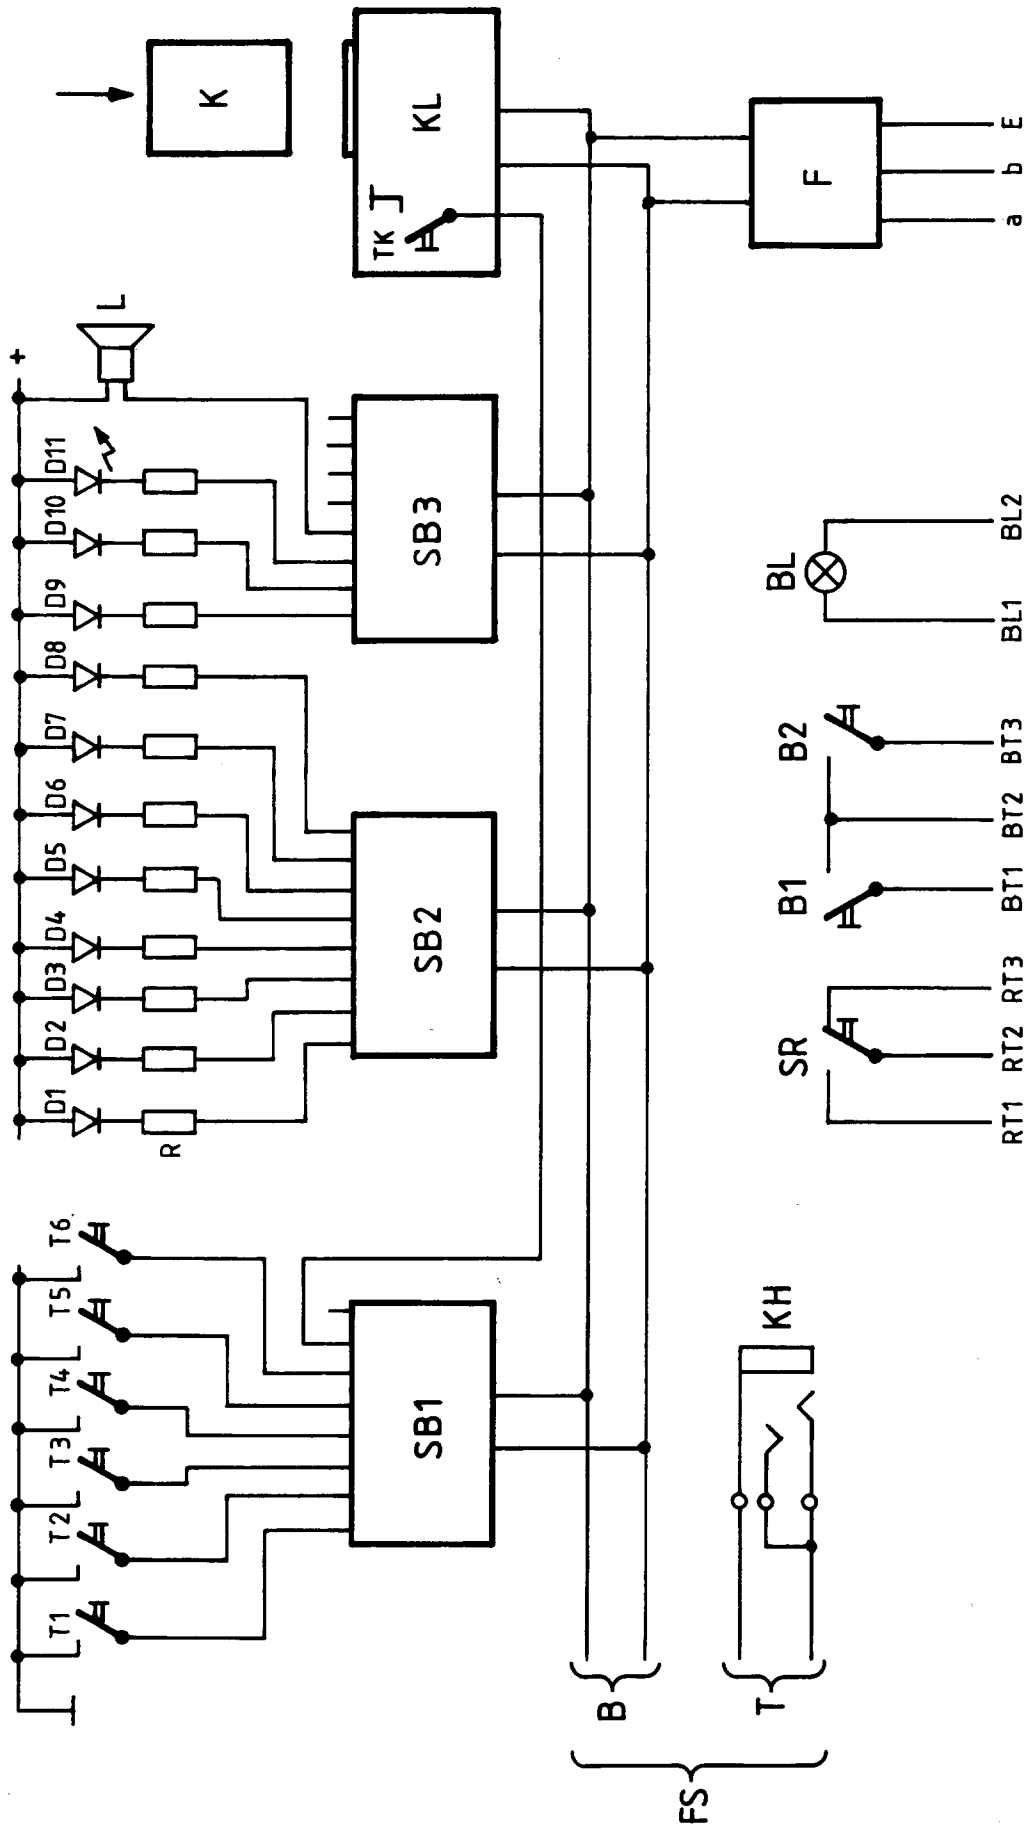 T1 T2 T3 T4 T5 T6
D1 D2 D3 D4 D5 D6 D7 D8 D9 D10 D11
+
R
L
K
SB1
SB2
SB3
TK
KL
B
FS
T
KH
SR
B1
B2
BL
F
RT1 RT2 RT3 BT1 BT2 BT3 BL1 BL2 a b E